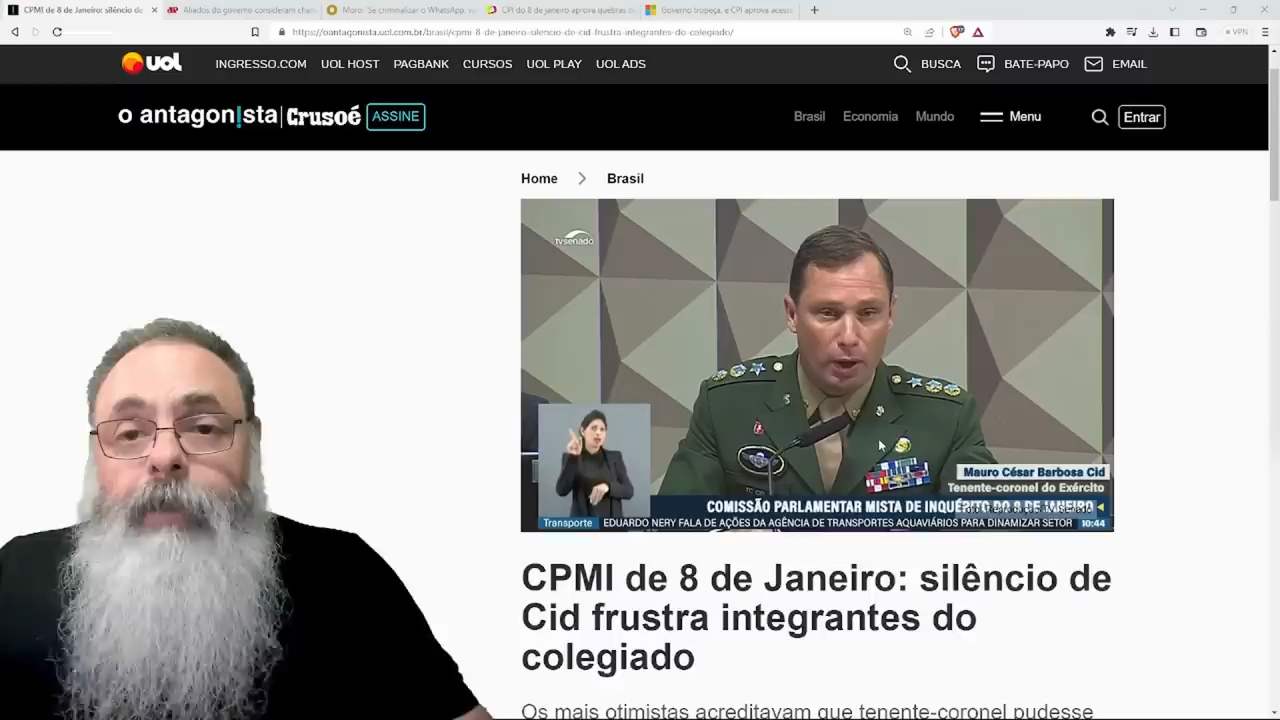 CPMI de 8 de Janeiro: silêncio da
Aliados do governo consideram cham
Moro: 'Se criminalizar o WhatsApp, va
CPI do 8 de janeiro aprova quebras d
Governo tropeça, e CPI aprova acess
https://oantagonista.uol.com.br/brasil/cpmi-8-de-janeiro-silencio-de-cid-frustra-integrantes-do-colegiado/
VPN
UOL
INGRESSO.COM UOL HOST PAGBANK CURSOS UOL PLAY UOL ADS
BUSCA BATE-PAPO EMAIL
o antagonista Crusoé ASSINE
Brasil Economia Mundo Menu Entrar
Home > Brasil
tvsenado
Mauro César Barbosa Cid
Tenente-coronel do Exército
COMISSÃO PARLAMENTAR MISTA DE INQUÉRITO DO 8 DE JANEIRO
Transporte EDUARDO NERY FALA DE AÇÕES DA AGÊNCIA DE TRANSPORTES AQUAVIÁRIOS PARA DINAMIZAR SETOR 10:44
CPMI de 8 de Janeiro: silêncio de
Cid frustra integrantes do
colegiado
Os mais otimistas acreditavam que tenente-coronel pudesse